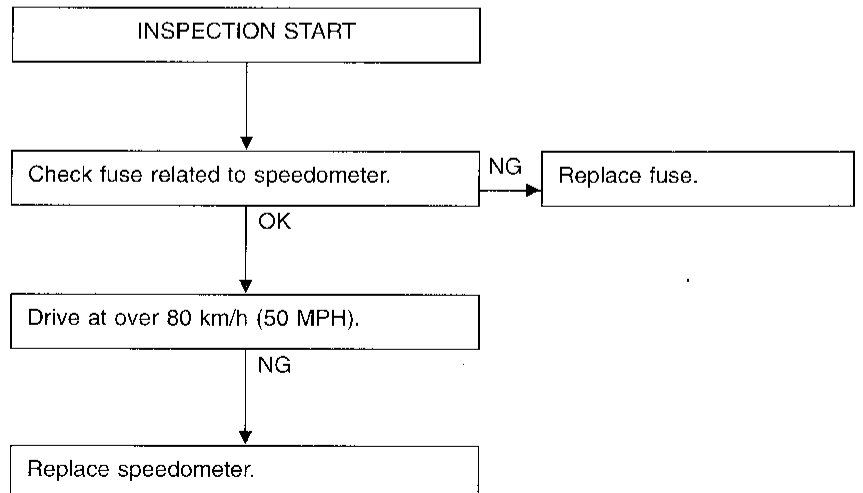 INSPECTION START
Check fuse related to speedometer.
NG
Replace fuse.
OK
Drive at over 80 km/h (50 MPH).
NG
Replace speedometer.